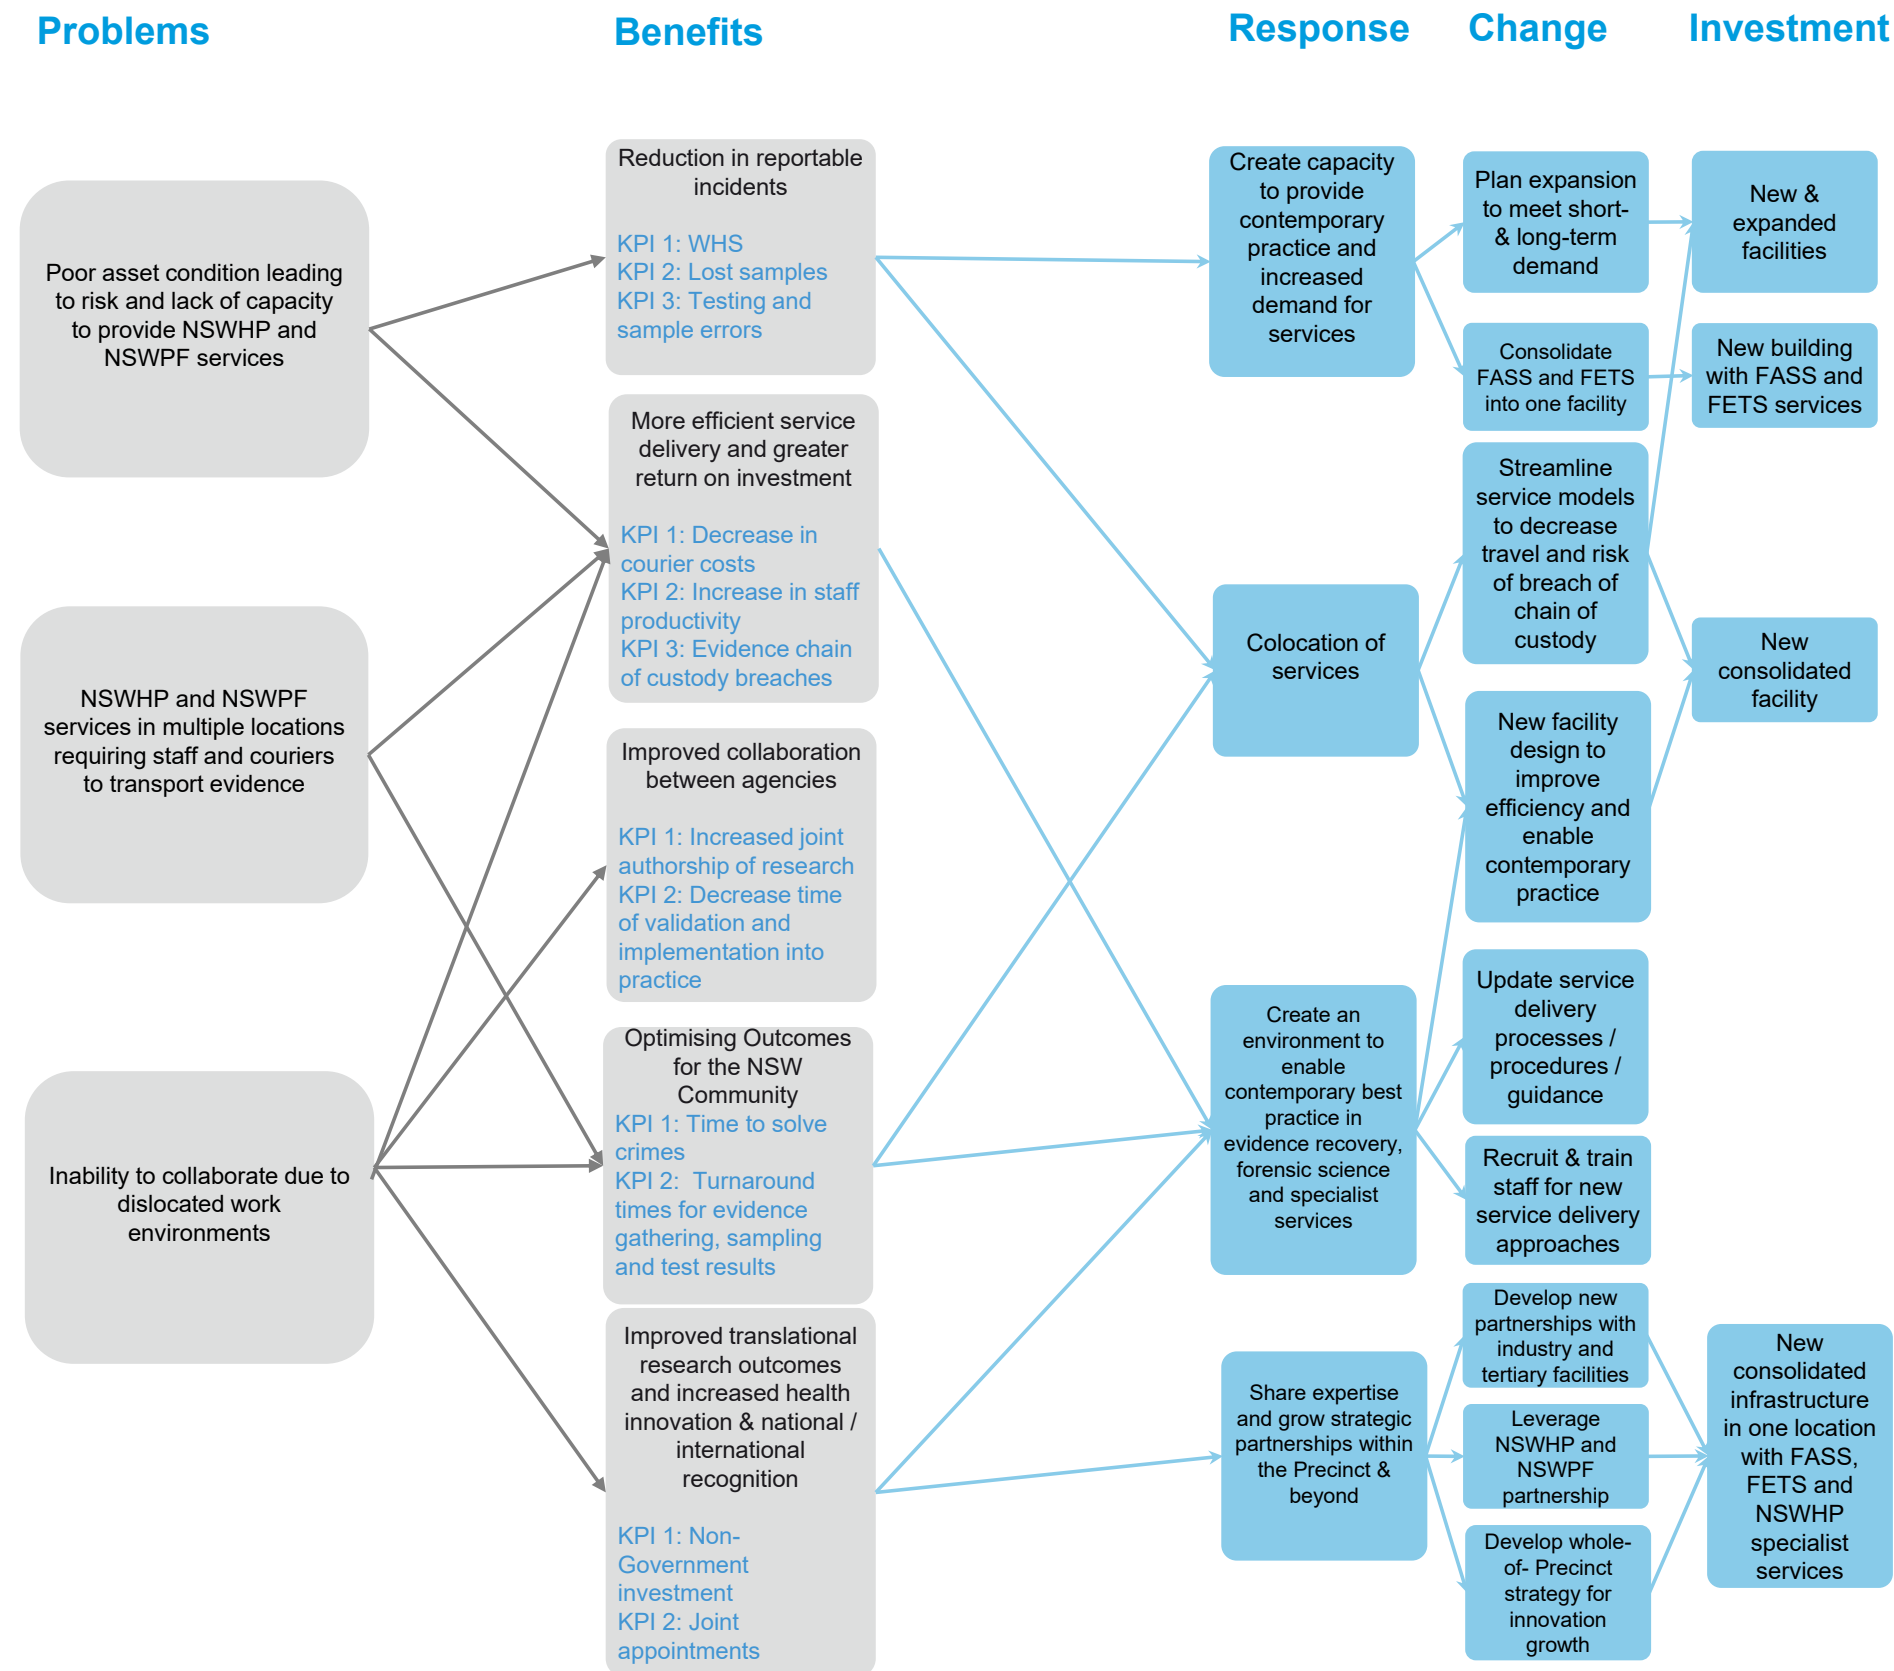 Problems
Benefits
Response
Change
Investment
Poor asset condition leading
to risk and lack of capacity
to provide NSWHP and
NSWPF services
NSWHP and NSWPF
services in multiple locations
requiring staff and couriers
to transport evidence
Inability to collaborate due to
dislocated work
environments
Reduction in reportable
incidents
KPI 1: WHS
KPI 2: Lost samples
KPI 3: Testing and
sample errors
More efficient service
delivery and greater
return on investment
KPI 1: Decrease in
courier costs
KPI 2: Increase in staff
productivity
KPI 3: Evidence chain
of custody breaches
Improved collaboration
between agencies
KPI 1: Increased joint
authorship of research
KPI 2: Decrease time
of validation and
implementation into
practice
Optimising Outcomes
for the NSW
Community
KPI 1: Time to solve
crimes
KPI 2:  Turnaround
times for evidence
gathering, sampling
and test results
Improved translational
research outcomes
and increased health
innovation & national /
international
recognition
KPI 1: Non-
Government
investment
KPI 2: Joint
appointments
Create capacity
to provide
contemporary
practice and
increased
demand for
services
Colocation of
services
Create an
environment to
enable
contemporary best
practice in
evidence recovery,
forensic science
and specialist
services
Share expertise
and grow strategic
partnerships within
the Precinct &
beyond
Plan expansion
to meet short-
& long-term
demand
Consolidate
FASS and FETS
into one facility
Streamline
service models
to decrease
travel and risk
of breach of
chain of
custody
New facility
design to
improve
efficiency and
enable
contemporary
practice
Update service
delivery
processes /
procedures /
guidance
Recruit & train
staff for new
service delivery
approaches
Develop new
partnerships with
industry and
tertiary facilities
Leverage
NSWHP and
NSWPF
partnership
Develop whole-
of- Precinct
strategy for
innovation
growth
New &
expanded
facilities
New building
with FASS and
FETS services
New
consolidated
facility
New
consolidated
infrastructure
in one location
with FASS,
FETS and
NSWHP
specialist
services